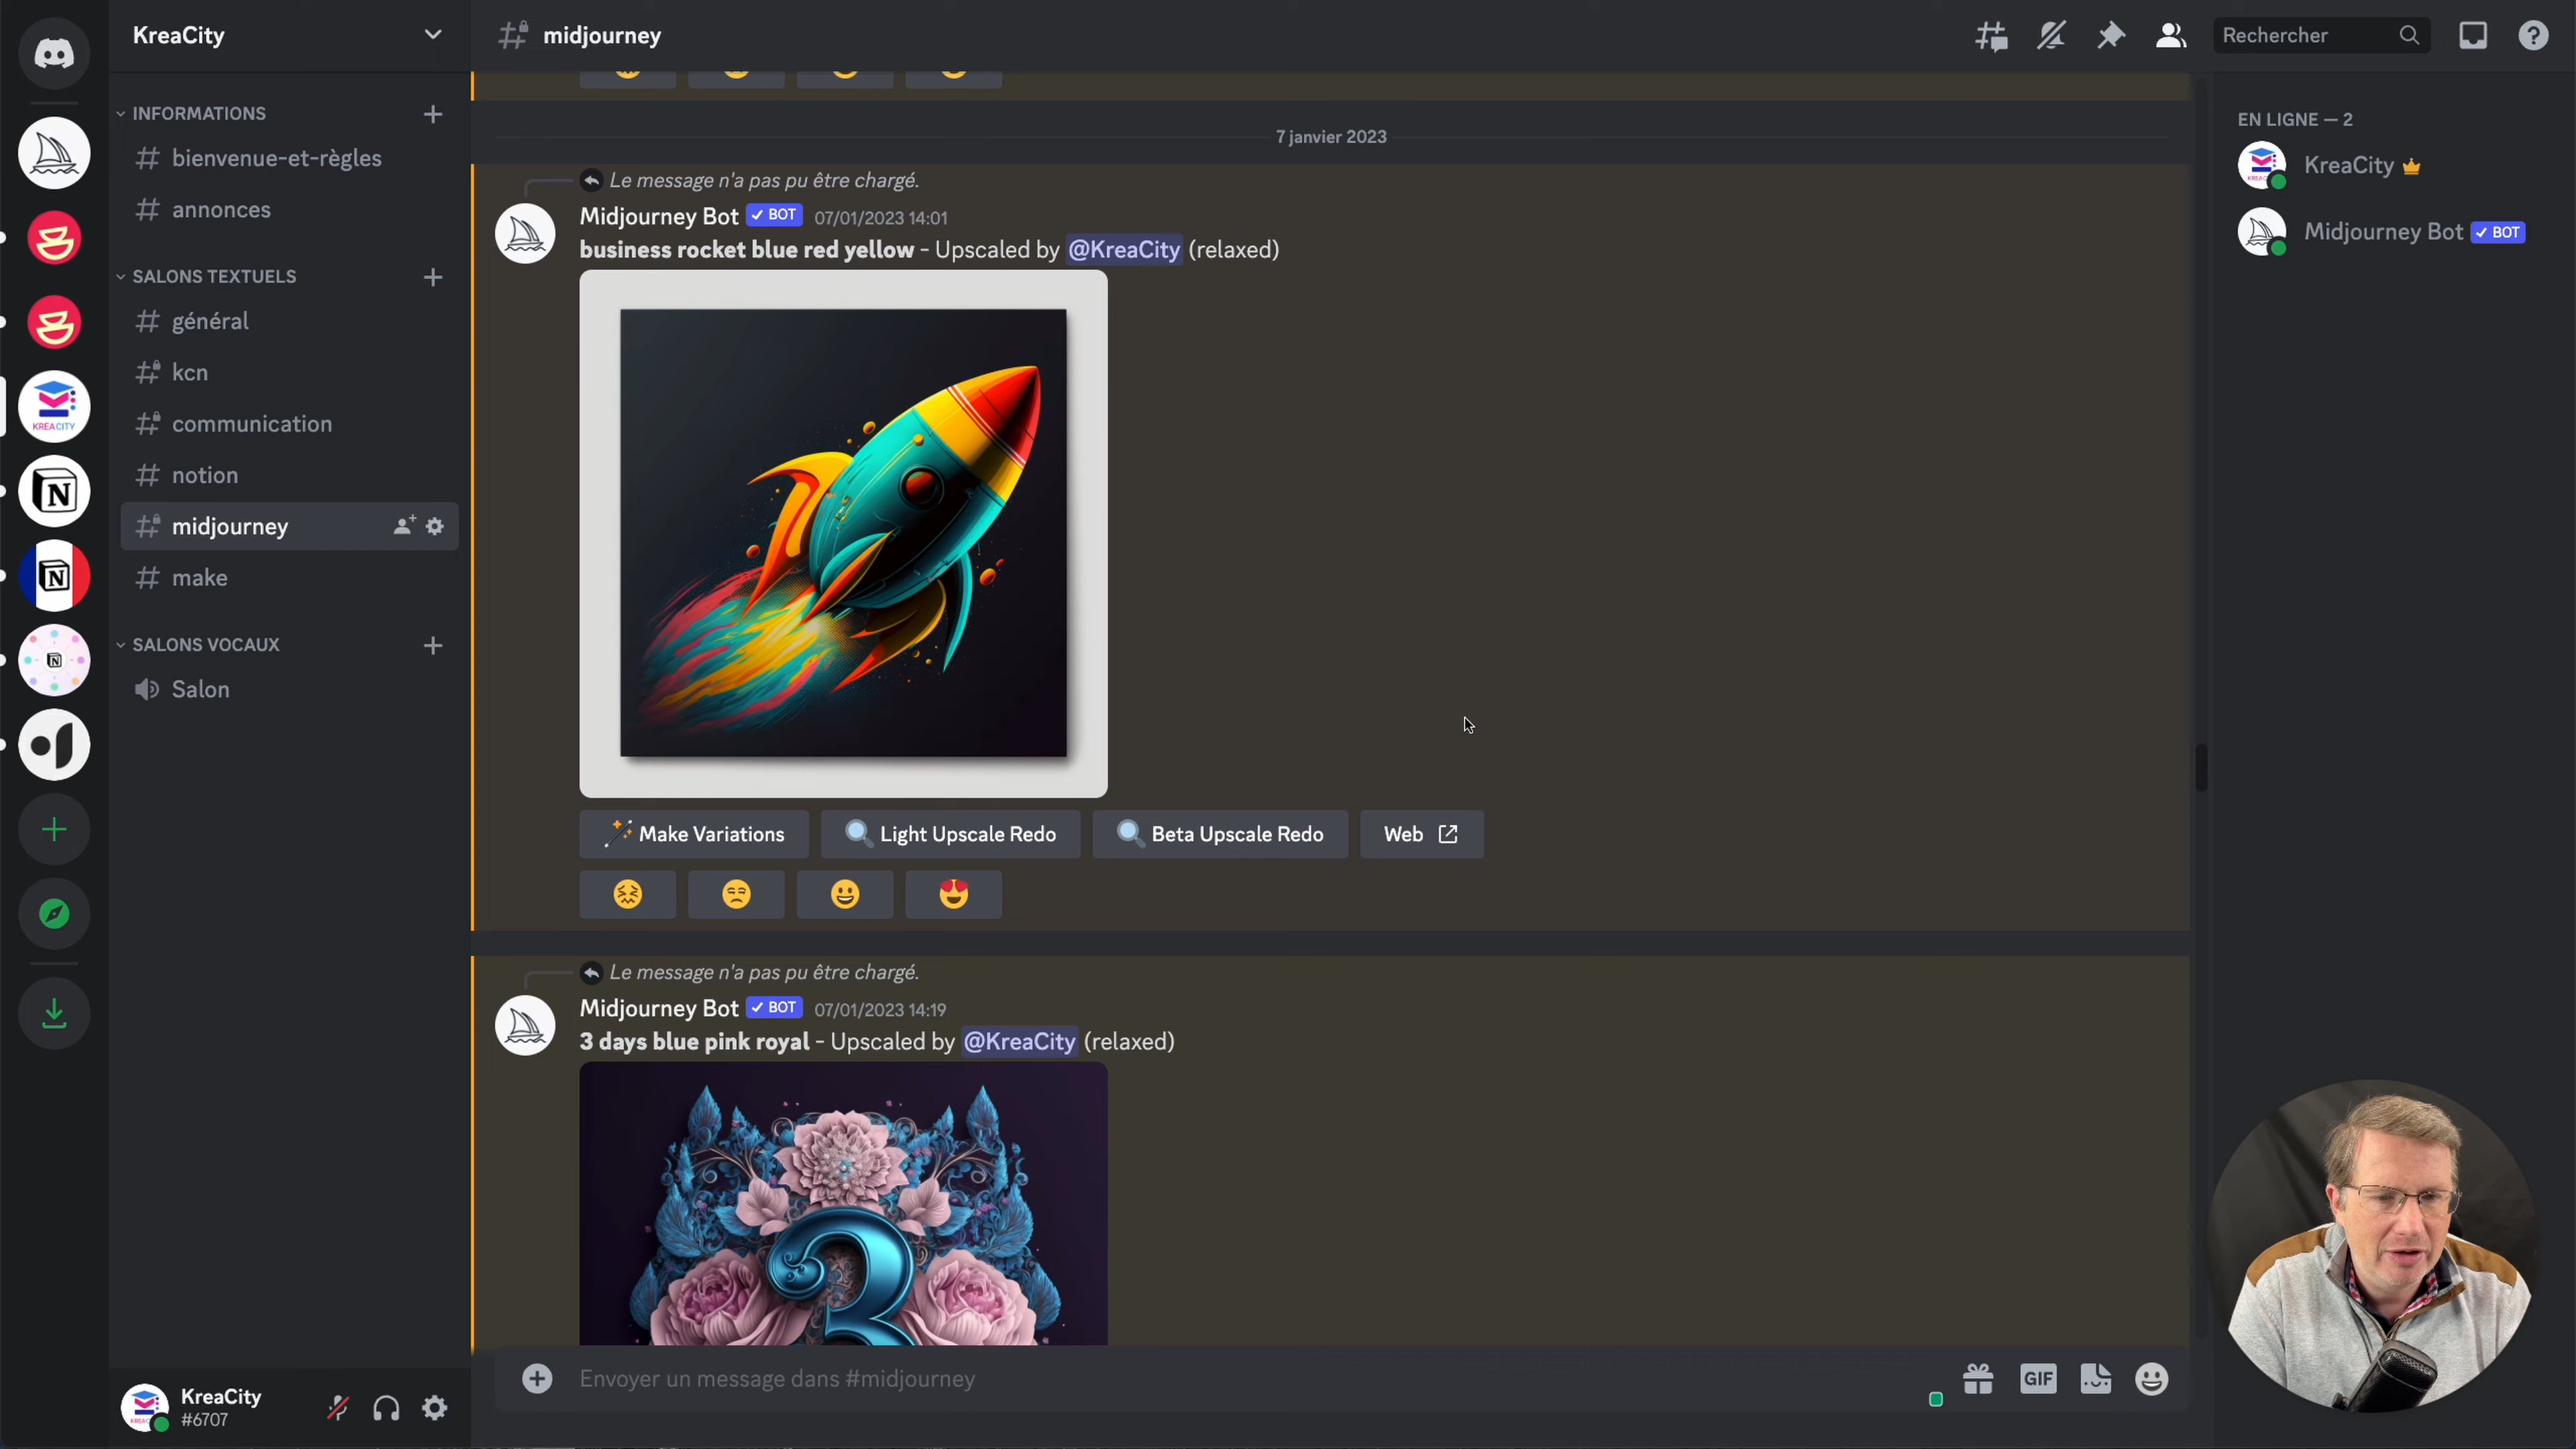 KreaCity
INFORMATIONS
bienvenue-et-règles
annonces
SALONS TEXTUELS
général
kcn
communication
notion
midjourney
make
SALONS VOCAUX
Salon
KREACITY
KreaCity
#6707
midjourney
Rechercher
7 janvier 2023
Le message n'a pas pu être chargé.
Midjourney Bot ✓ BOT 07/01/2023 14:01
business rocket blue red yellow - Upscaled by @KreaCity (relaxed)
Make Variations
Light Upscale Redo
Beta Upscale Redo
Web
Le message n'a pas pu être chargé.
Midjourney Bot ✓ BOT 07/01/2023 14:19
3 days blue pink royal - Upscaled by @KreaCity (relaxed)
3
Envoyer un message dans #midjourney
GIF
EN LIGNE — 2
KreaCity
Midjourney Bot ✓ BOT